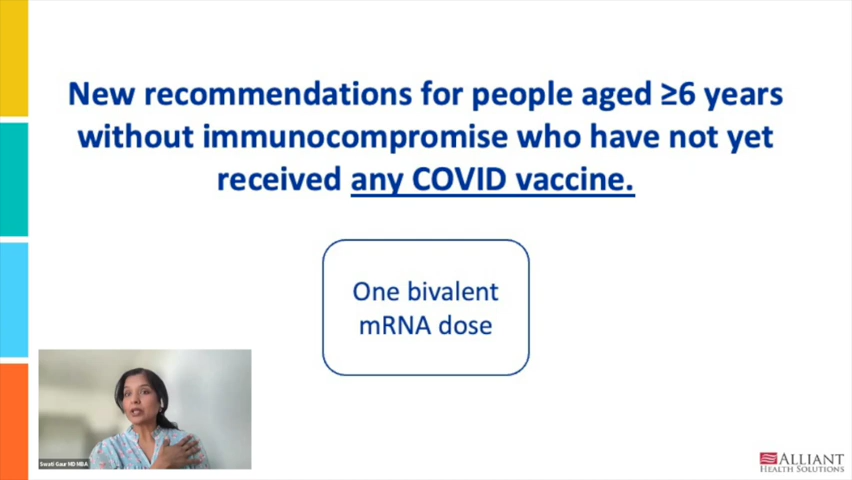 New recommendations for people aged ≥6 years
without immunocompromise who have not yet
received any COVID vaccine.
One bivalent
mRNA dose
Swati Gaur MD MBA
ALLIANT
HEALTH SOLUTIONS